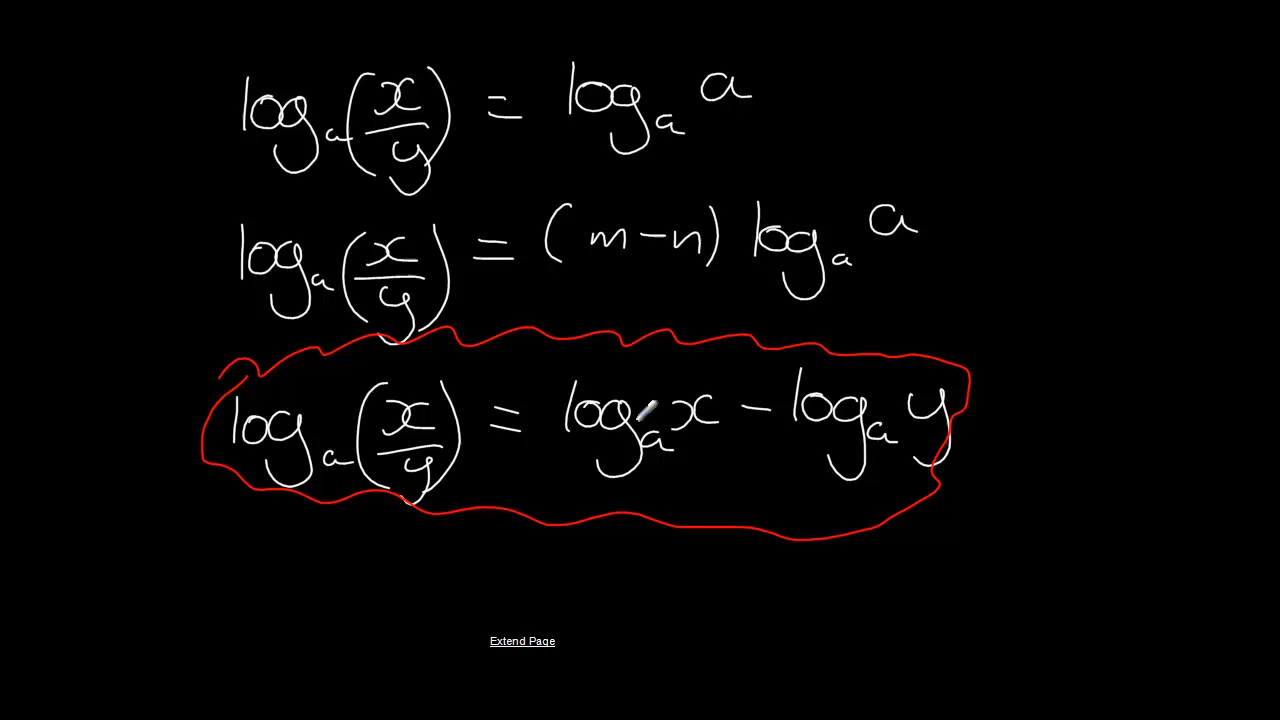 logₐ(x/y) = logₐ a
logₐ(x/y) = (m-n) logₐ a
logₐ(x/y) = logₐ x - logₐ y
Extend Page